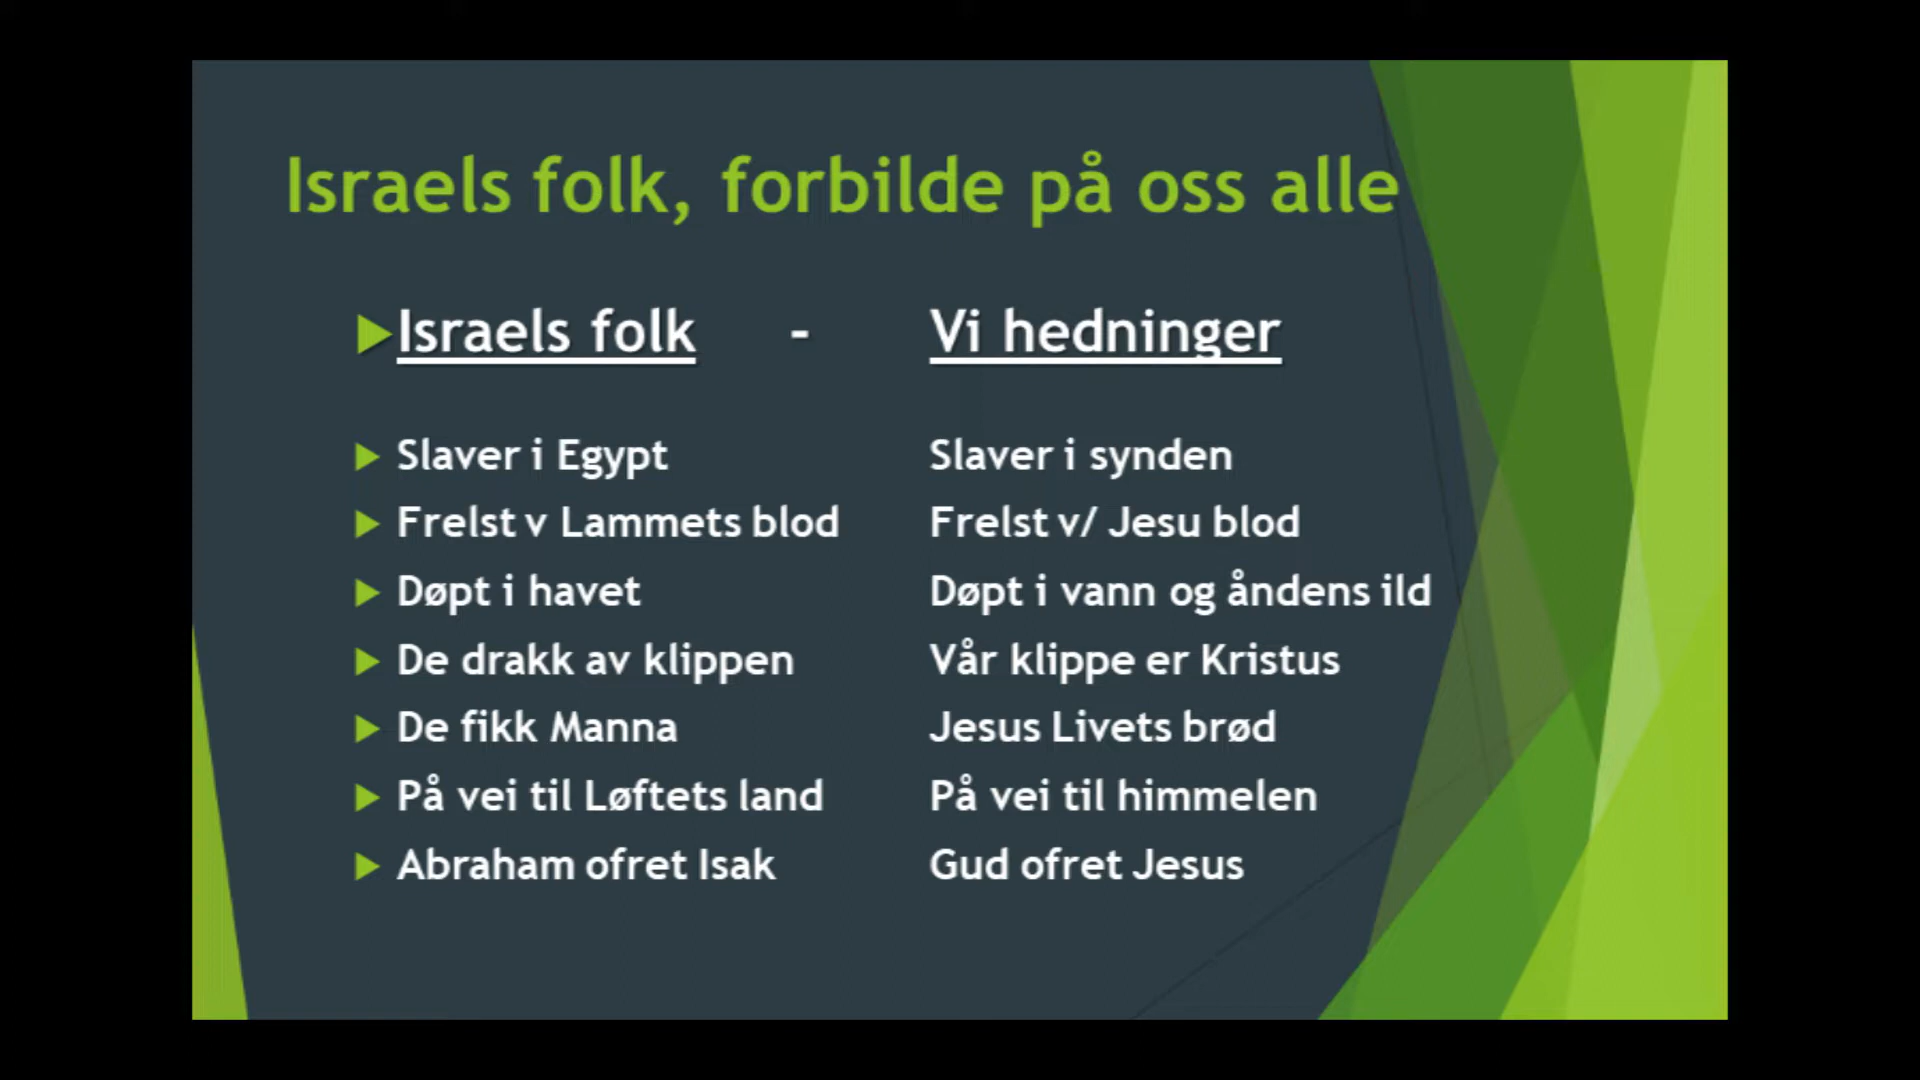 Israels folk, forbilde på oss alle
Israels folk - Vi hedninger
Slaver i Egypt Slaver i synden
Frelst v Lammets blod Frelst v/ Jesu blod
Døpt i havet Døpt i vann og åndens ild
De drakk av klippen Vår klippe er Kristus
De fikk Manna Jesus Livets brød
På vei til Løftets land På vei til himmelen
Abraham ofret Isak Gud ofret Jesus